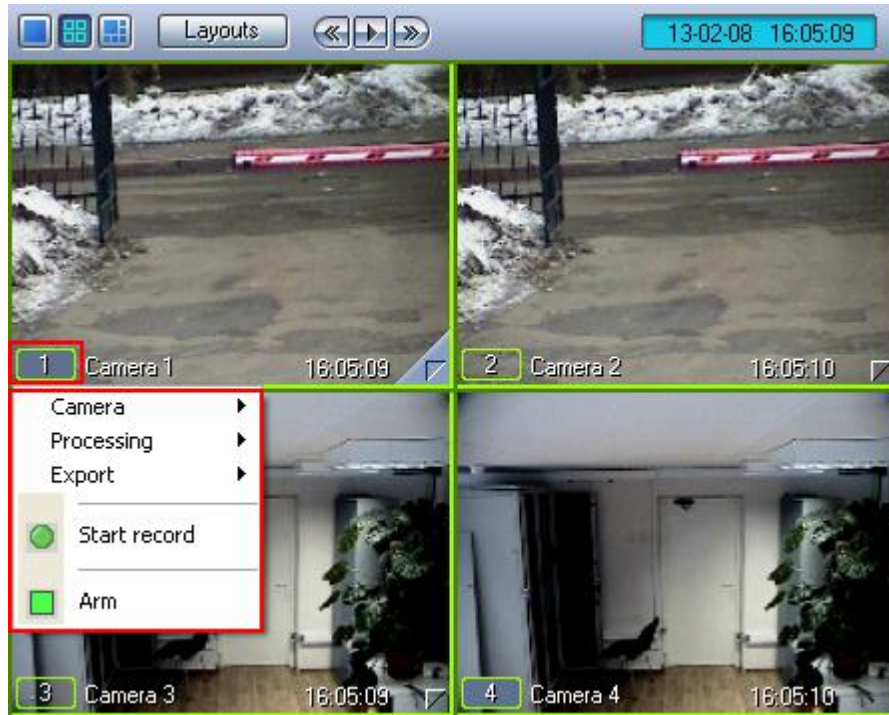 Layouts
13-02-08 16:05:09
1 Camera 1 16:05:09
2 Camera 2 16:05:10
Camera
Processing
Export
Start record
Arm
3 Camera 3 16:05:09
4 Camera 4 16:05:10